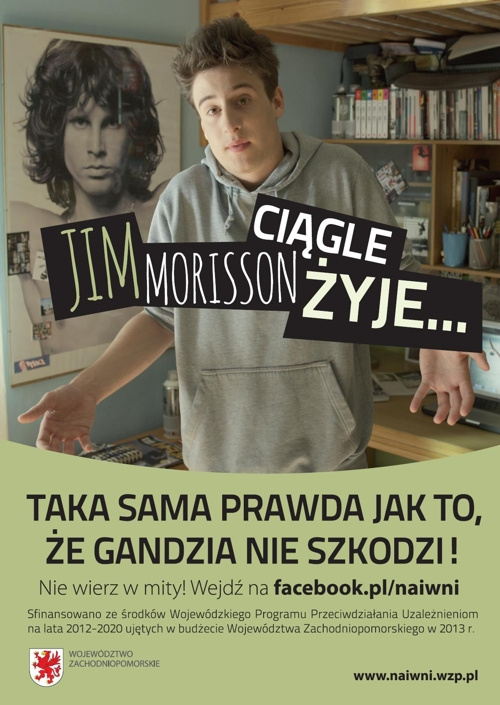 JIM MORISSON
CIĄGLE
ŻYJE...
TAKA SAMA PRAWDA JAK TO,
ŻE GANDZIA NIE SZKODZI!
Nie wierz w mity! Wejdź na facebook.pl/naiwni
Sfinansowano ze środków Wojewódzkiego Programu Przeciwdziałania Uzależnieniom
na lata 2012-2020 ujętych w budżecie Województwa Zachodniopomorskiego w 2013 r.
WOJEWÓDZTWO
ZACHODNIOPOMORSKIE
www.naiwni.wzp.pl